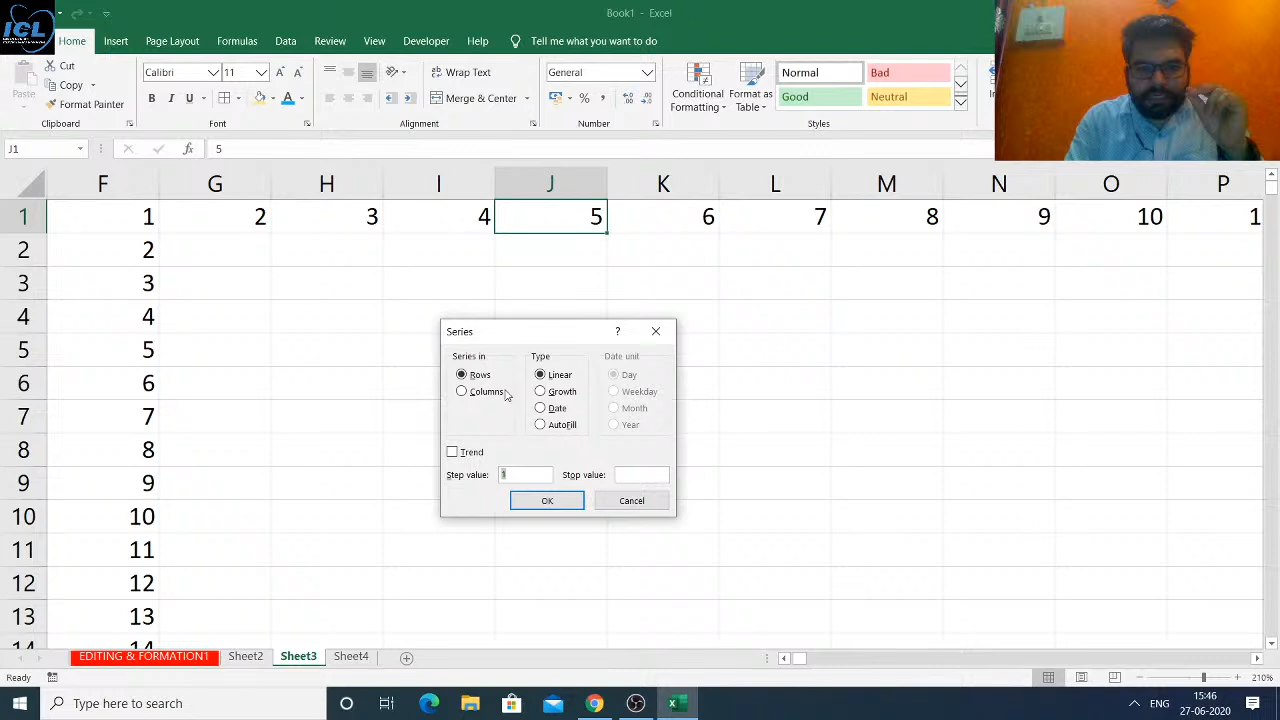 ICL
Book1 - Excel
Home Insert Page Layout Formulas Data Review View Developer Help Tell me what you want to do
Paste
Cut
Copy
Format Painter
Clipboard
Calibri 11
B I U
Font
Wrap Text
Merge & Center
Alignment
General
Number
Conditional Formatting
Format as Table
Normal Bad
Good Neutral
Styles
J1 fx 5
F G H I J K L M N O P
1 1 2 3 4 5 6 7 8 9 10 1
2 2
3 3
4 4
5 5
6 6
7 7
8 8
9 9
10 10
11 11
12 12
13 13
14 14
Series ?
Series in
Rows
Columns
Type
Linear
Growth
Date
AutoFill
Date unit
Day
Weekday
Month
Year
Trend
Step value: 1 Stop value:
OK Cancel
EDITING & FORMATION1 Sheet2 Sheet3 Sheet4
Ready 210%
Type here to search
ENG 15:46
27-06-2020